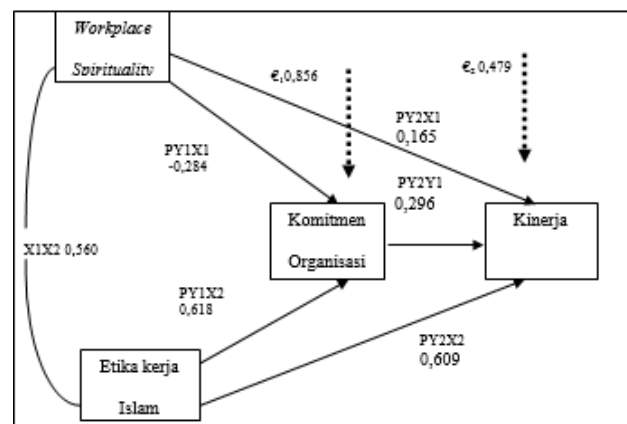 Workplace
Spirituality
€1 0,856
€2 0,479
PY2X1
0,165
PY1X1
-0,284
PY2Y1
0,296
Komitmen
Organisasi
Kinerja
X1X2 0,560
PY1X2
0,618
PY2X2
0,609
Etika kerja
Islam